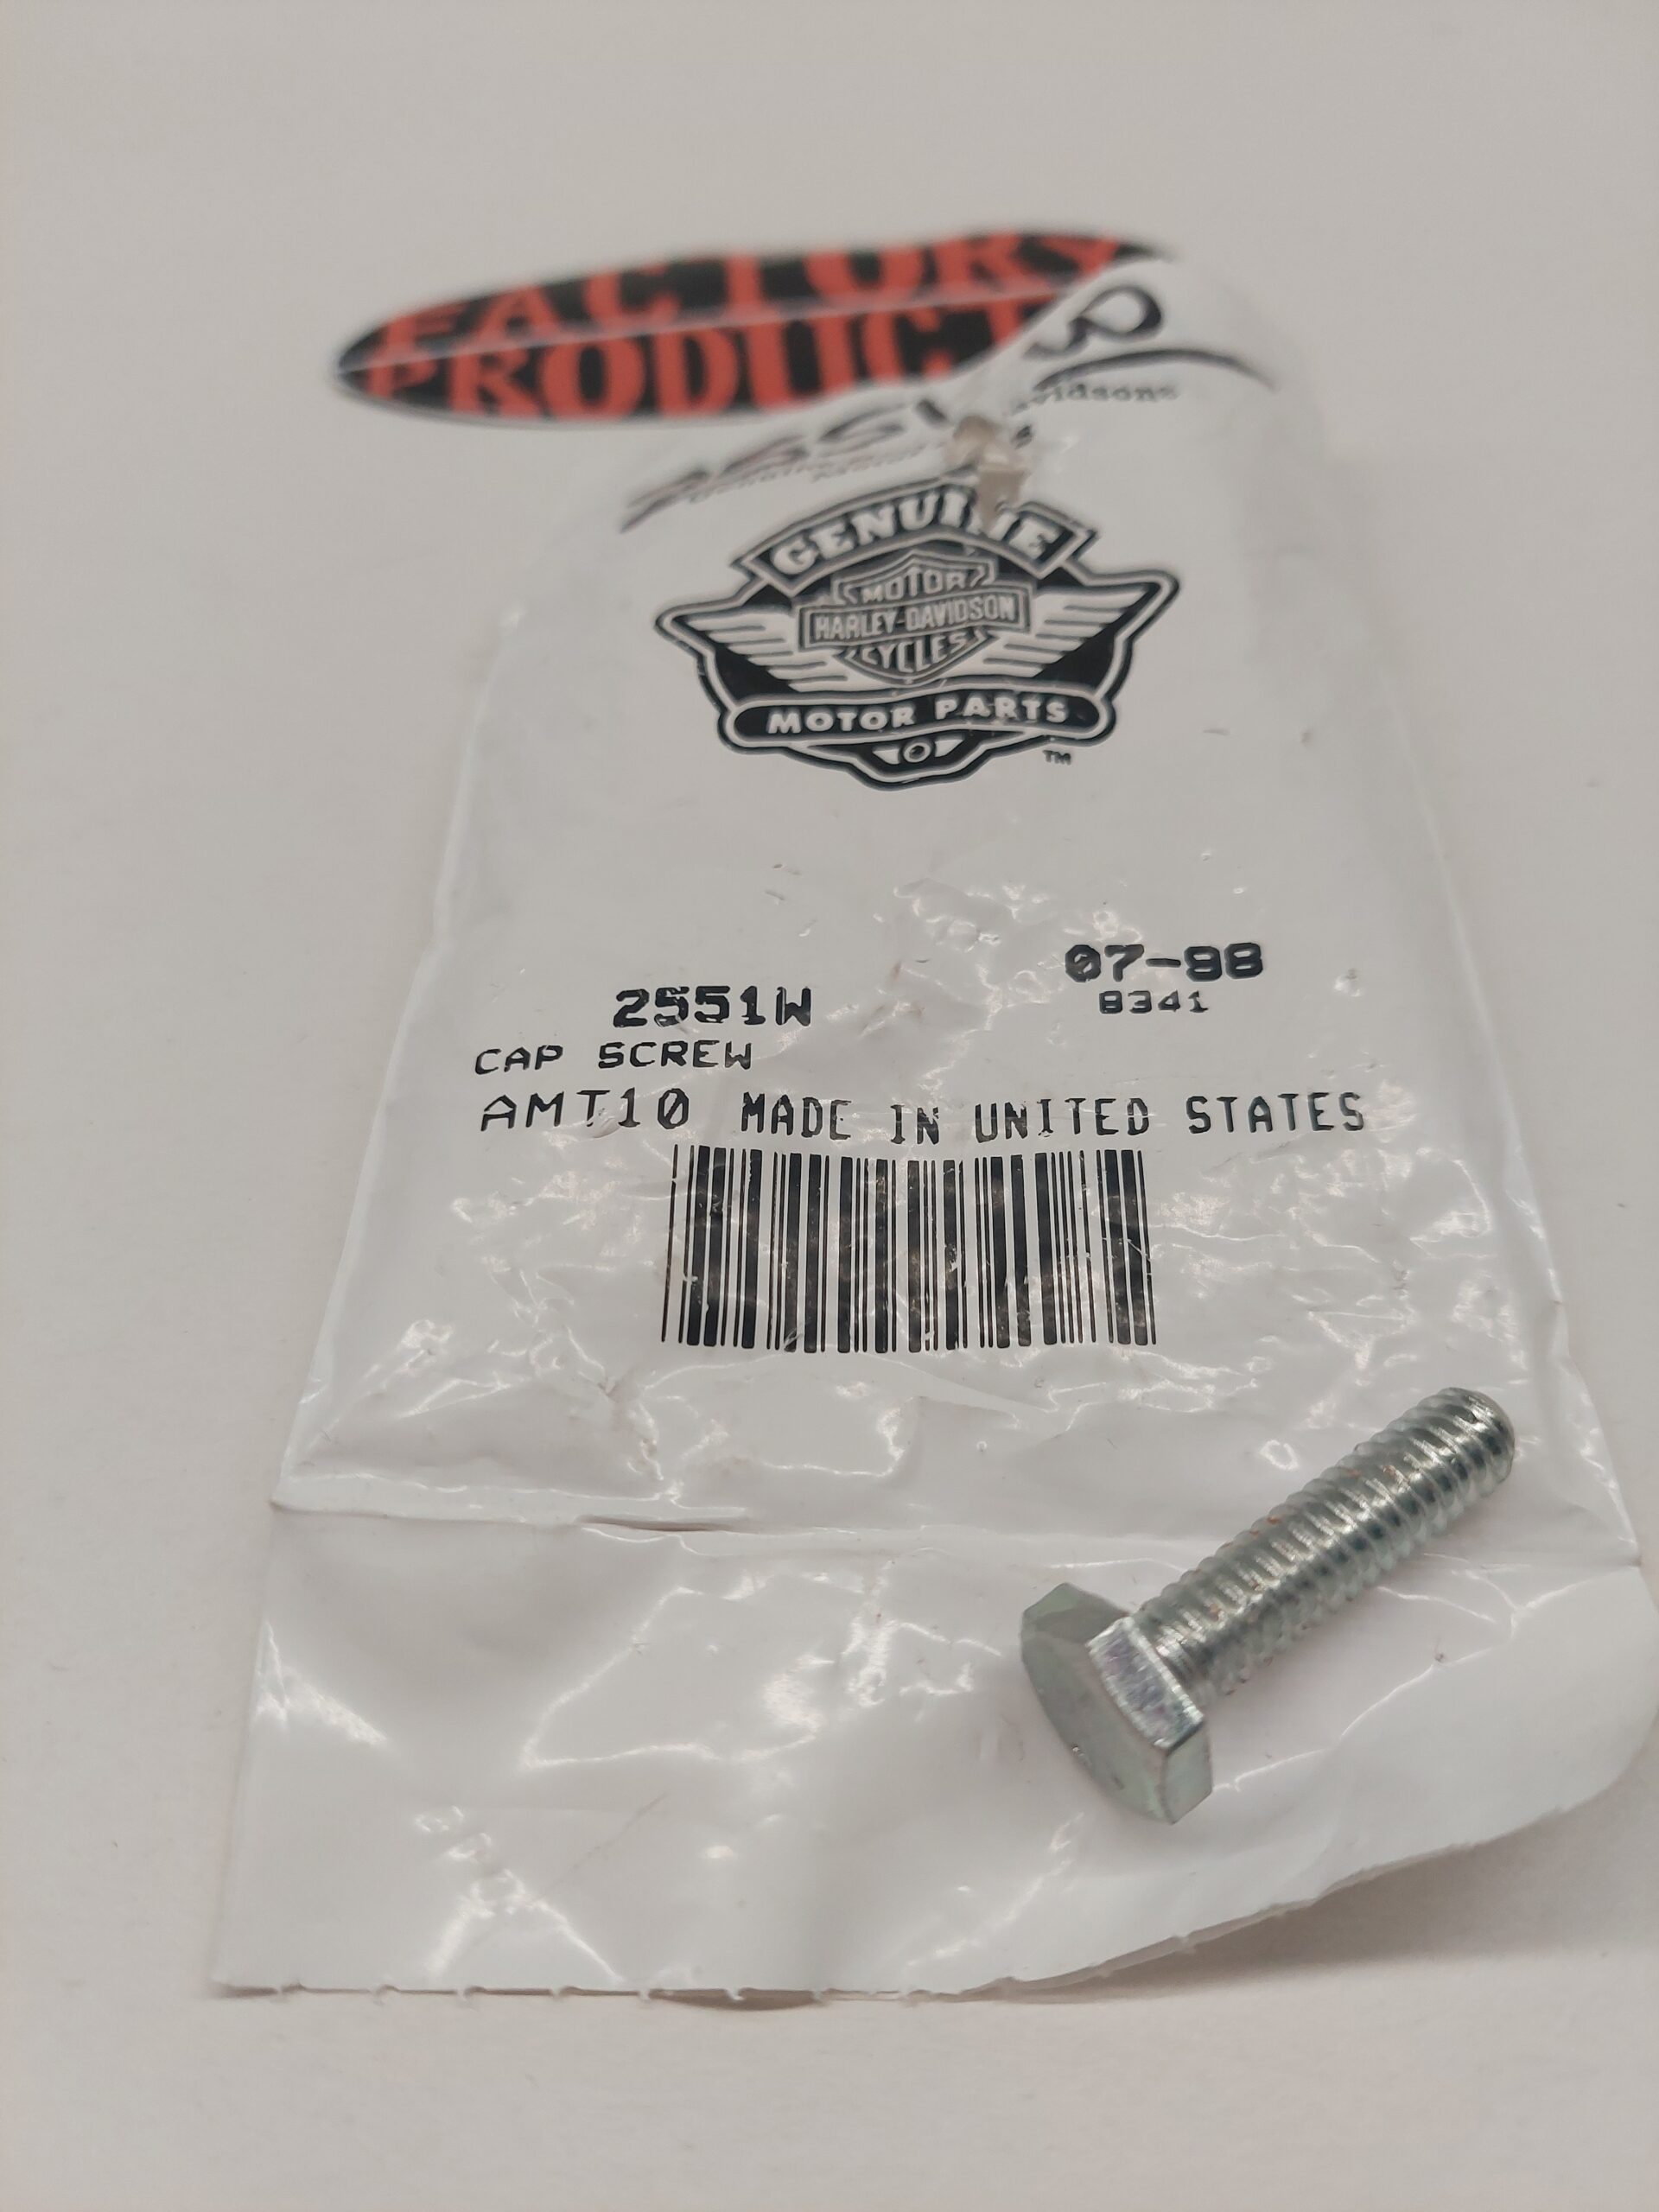 FACTORY
PRODUCT
GENUINE
MOTOR
HARLEY-DAVIDSON
CYCLES
MOTOR PARTS
TM
07-98
2551W
8341
CAP SCREW
AMT10 MADE IN UNITED STATES